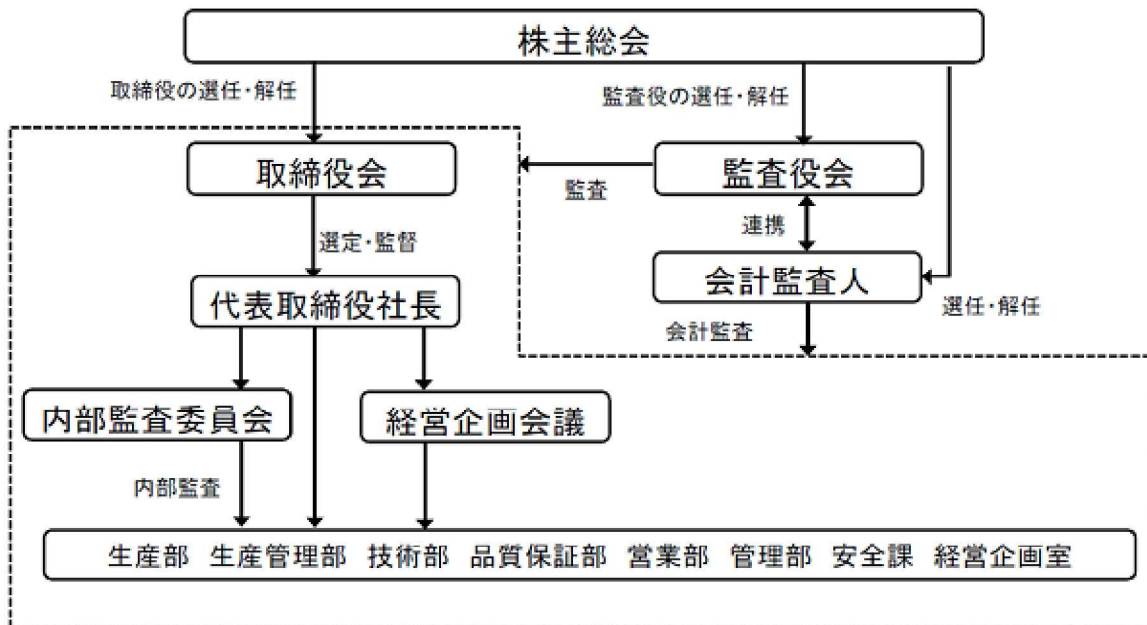 株主総会
取締役の選任・解任
監査役の選任・解任
取締役会
監査
監査役会
選定・監督
連携
代表取締役社長
会計監査人
選任・解任
会計監査
内部監査委員会
経営企画会議
内部監査
生産部 生産管理部 技術部 品質保証部 営業部 管理部 安全課 経営企画室